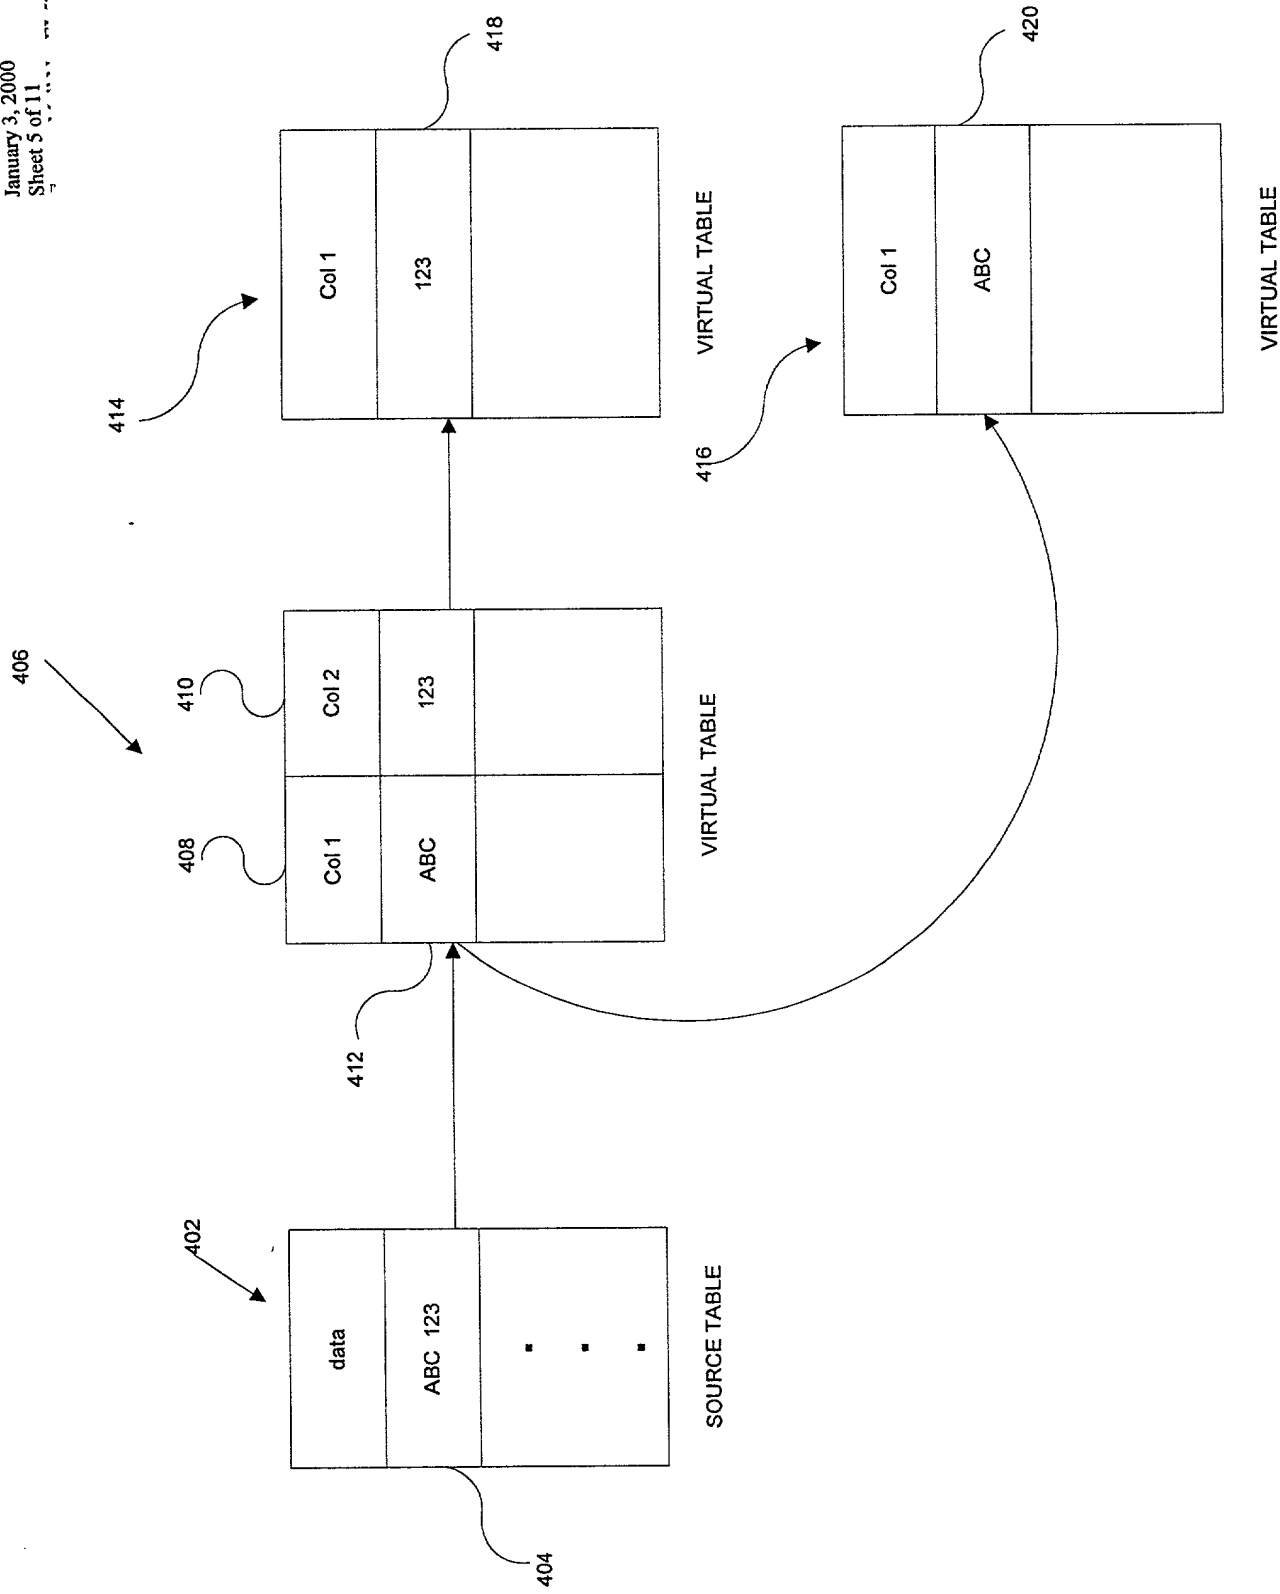 January 3, 2000
Sheet 5 of 11
406
402
data
ABC 123
SOURCE TABLE
404
408
410
Col 1
Col 2
ABC
123
412
VIRTUAL TABLE
414
Col 1
123
418
VIRTUAL TABLE
416
Col 1
ABC
420
VIRTUAL TABLE